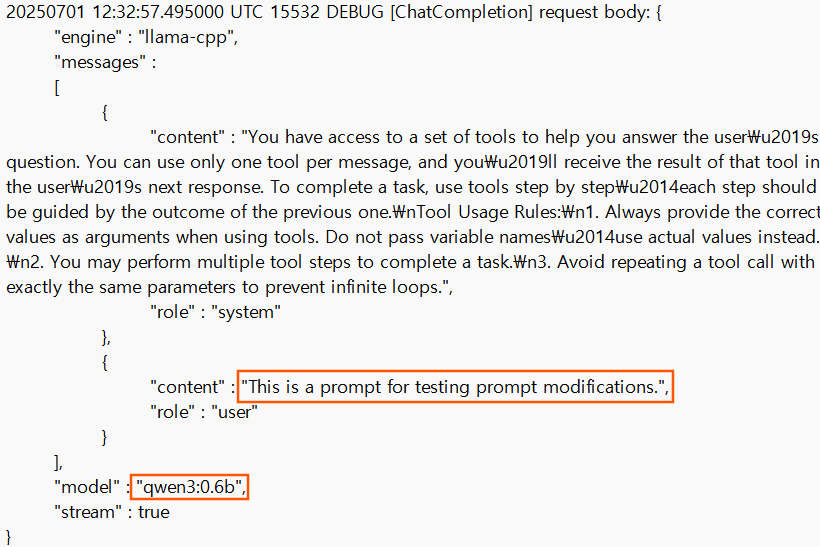 20250701 12:32:57.495000 UTC 15532 DEBUG [ChatCompletion] request body: {
"engine" : "llama-cpp",
"messages" :
[
{
"content" : "You have access to a set of tools to help you answer the user₩u2019s
question. You can use only one tool per message, and you₩u2019ll receive the result of that tool in
the user₩u2019s next response. To complete a task, use tools step by step₩u2014each step should
be guided by the outcome of the previous one.₩nTool Usage Rules:₩n1. Always provide the correct
values as arguments when using tools. Do not pass variable names₩u2014use actual values instead.
₩n2. You may perform multiple tool steps to complete a task.₩n3. Avoid repeating a tool call with
exactly the same parameters to prevent infinite loops.",
"role" : "system"
},
{
"content" : "This is a prompt for testing prompt modifications.",
"role" : "user"
}
],
"model" : "qwen3:0.6b",
"stream" : true
}